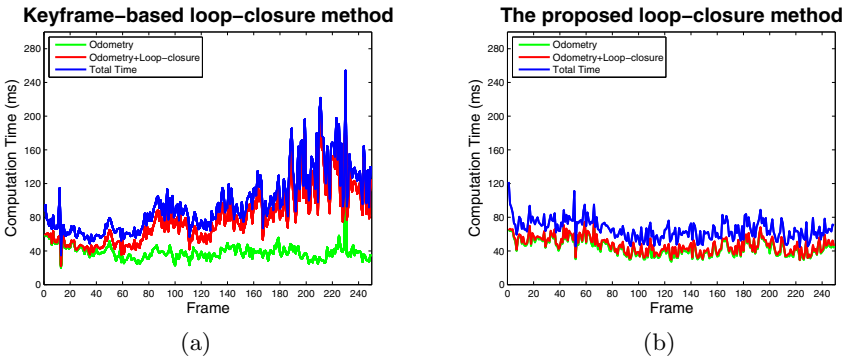 Keyframe−based loop−closure method
Odometry
Odometry+Loop−closure
Total Time
Computation Time (ms)
280
240
200
160
120
80
40
0
0 20 40 60 80 100 120 140 160 180 200 220 240
Frame
(a)
The proposed loop−closure method
Odometry
Odometry+Loop−closure
Total Time
Computation Time (ms)
280
240
200
160
120
80
40
0
0 20 40 60 80 100 120 140 160 180 200 220 240
Frame
(b)